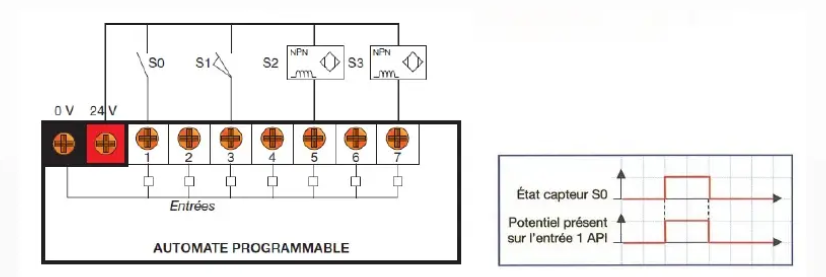 NPN NPN
S0 S1 S2 S3
0 V 24 V
1 2 3 4 5 6 7
Entrées
AUTOMATE PROGRAMMABLE
État capteur S0
Potentiel présent
sur l'entrée 1 API